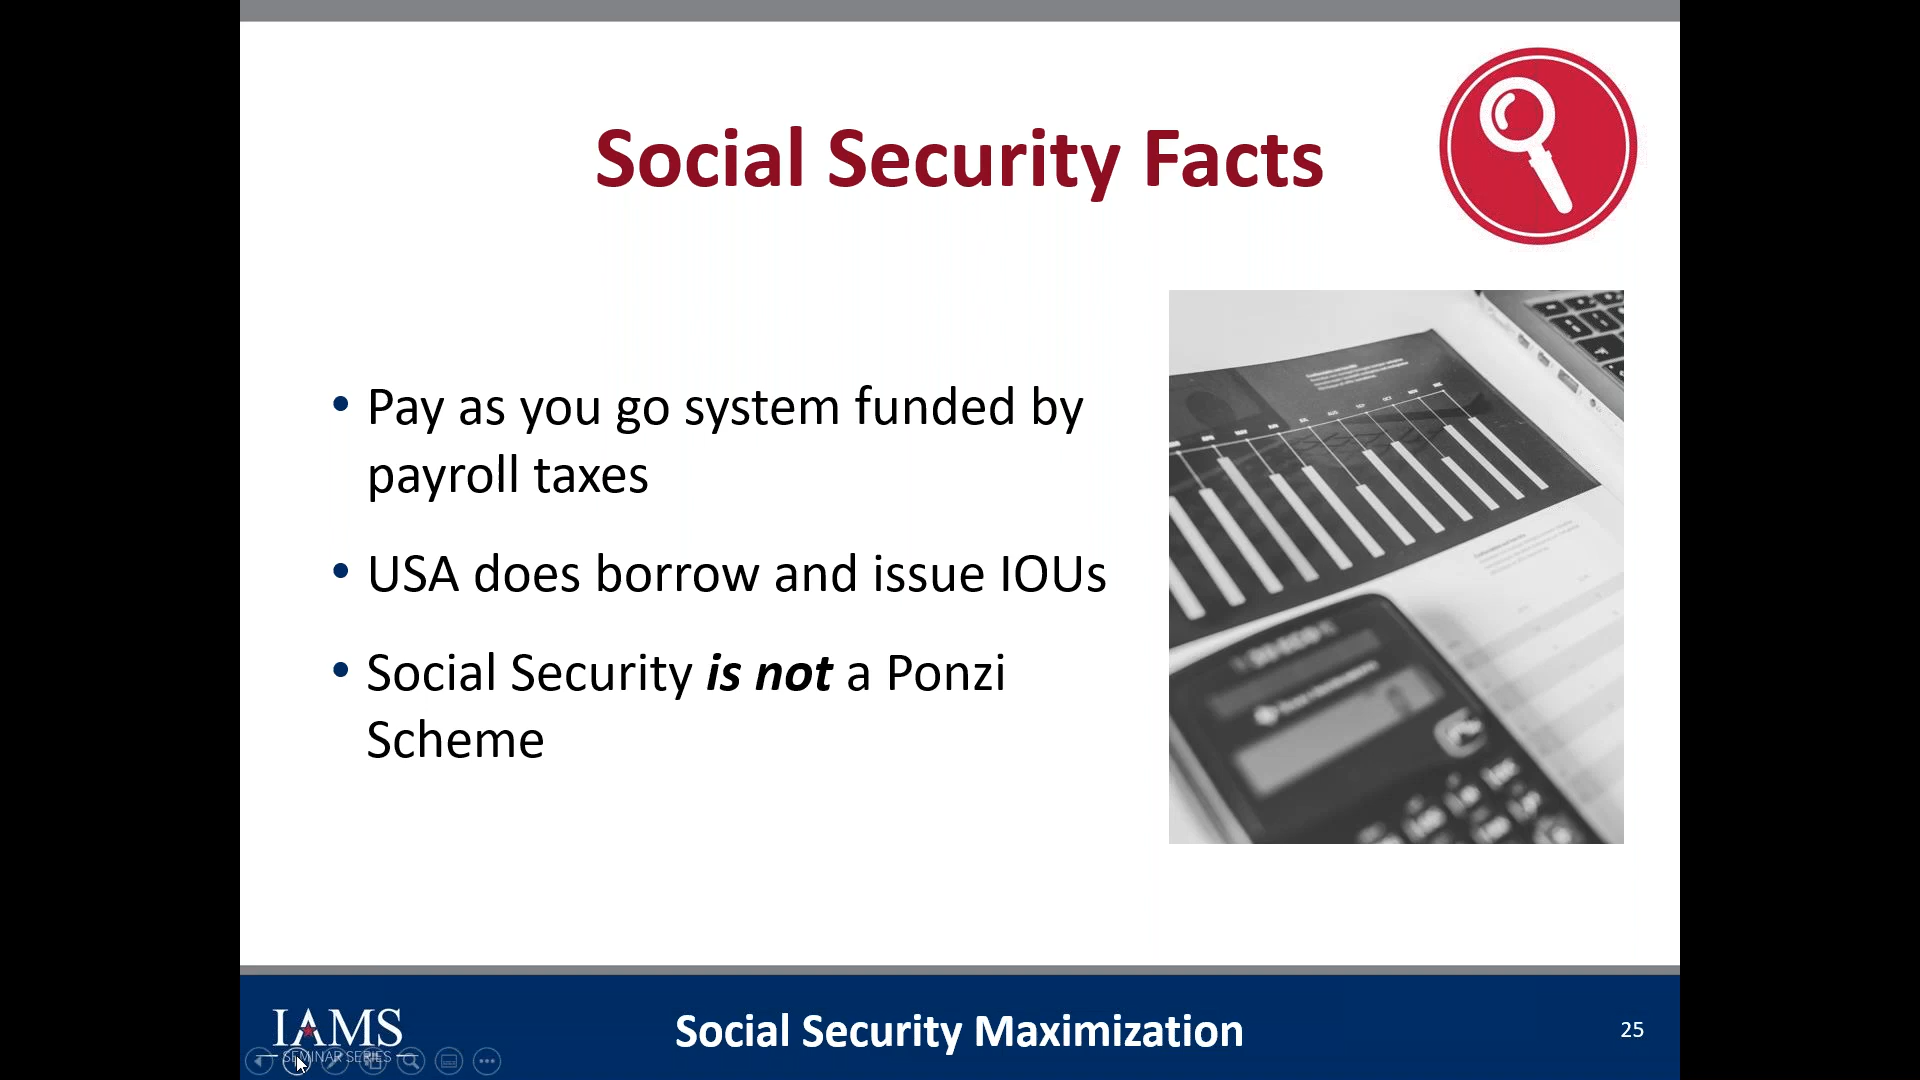 Social Security Facts
• Pay as you go system funded by
payroll taxes
• USA does borrow and issue IOUs
• Social Security is not a Ponzi
Scheme
IAMS
SEMINAR SERIES
Social Security Maximization
25